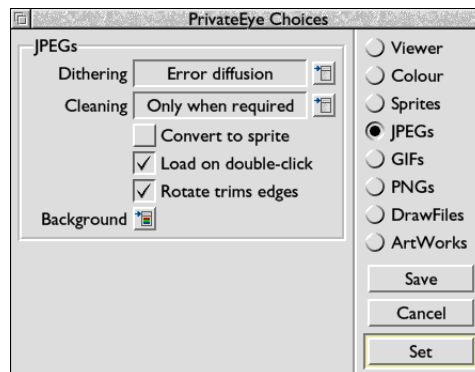 PrivateEye Choices
JPEGs
Dithering Error diffusion
Cleaning Only when required
Convert to sprite
Load on double-click
Rotate trims edges
Background
Viewer
Colour
Sprites
JPEGs
GIFs
PNGs
DrawFiles
ArtWorks
Save
Cancel
Set